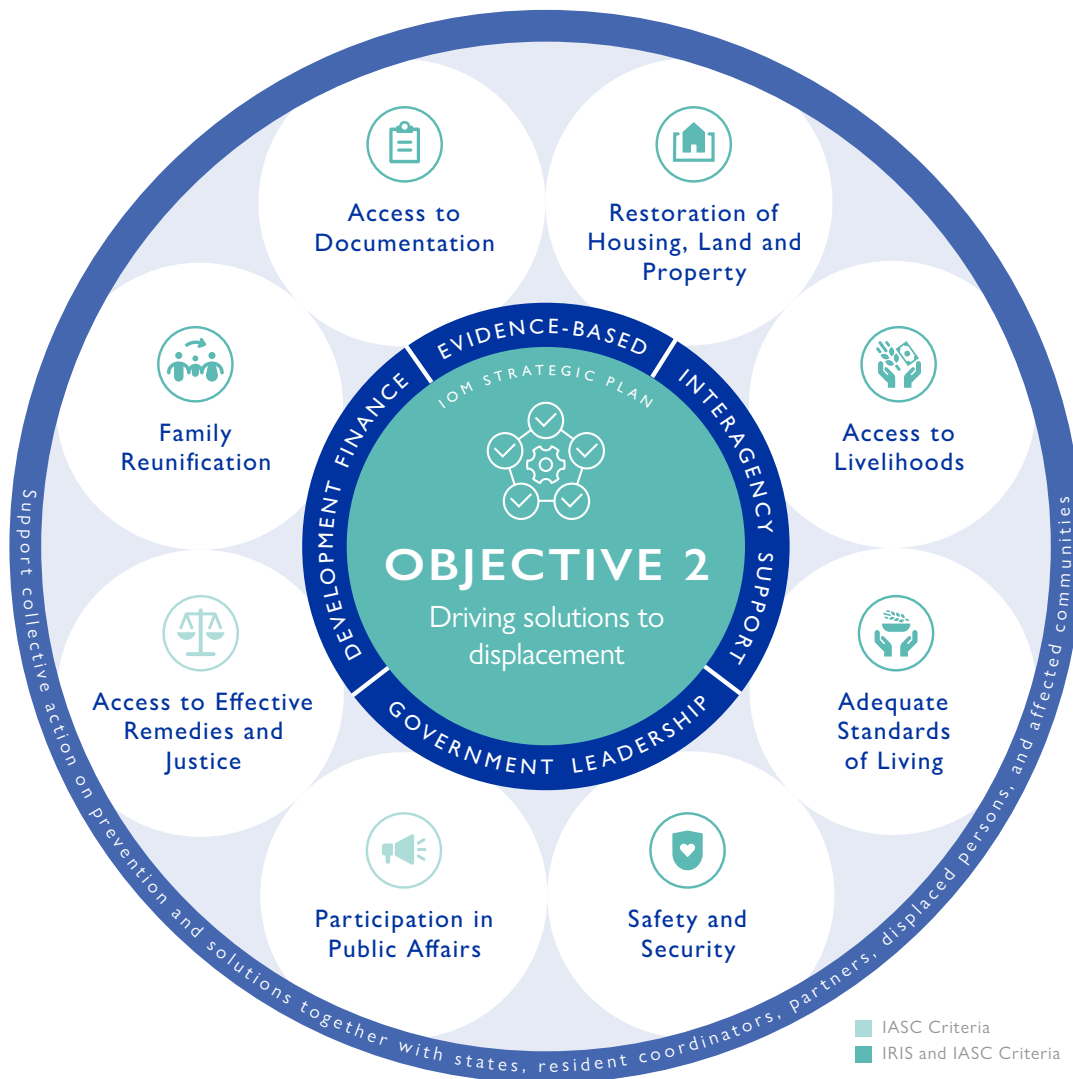 Access to
Documentation
Restoration of
Housing, Land and
Property
Family
Reunification
Access to
Livelihoods
EVIDENCE-BASED
INTERAGENCY SUPPORT
GOVERNMENT LEADERSHIP
DEVELOPMENT FINANCE
IOM STRATEGIC PLAN
OBJECTIVE 2
Driving solutions to
displacement
Access to Effective
Remedies and
Justice
Adequate
Standards
of Living
Participation in
Public Affairs
Safety and
Security
Support collective action on prevention and solutions together with states, resident coordinators, partners, displaced persons, and affected communities
IASC Criteria
IRIS and IASC Criteria